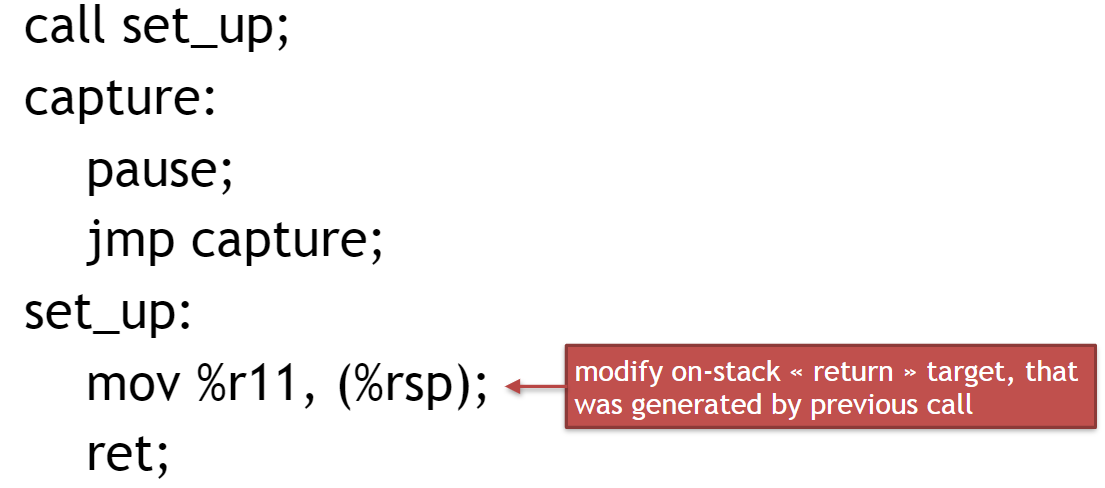 call set_up;
capture:
pause;
jmp capture;
set_up:
mov %r11, (%rsp);
modify on-stack « return » target, that
was generated by previous call
ret;